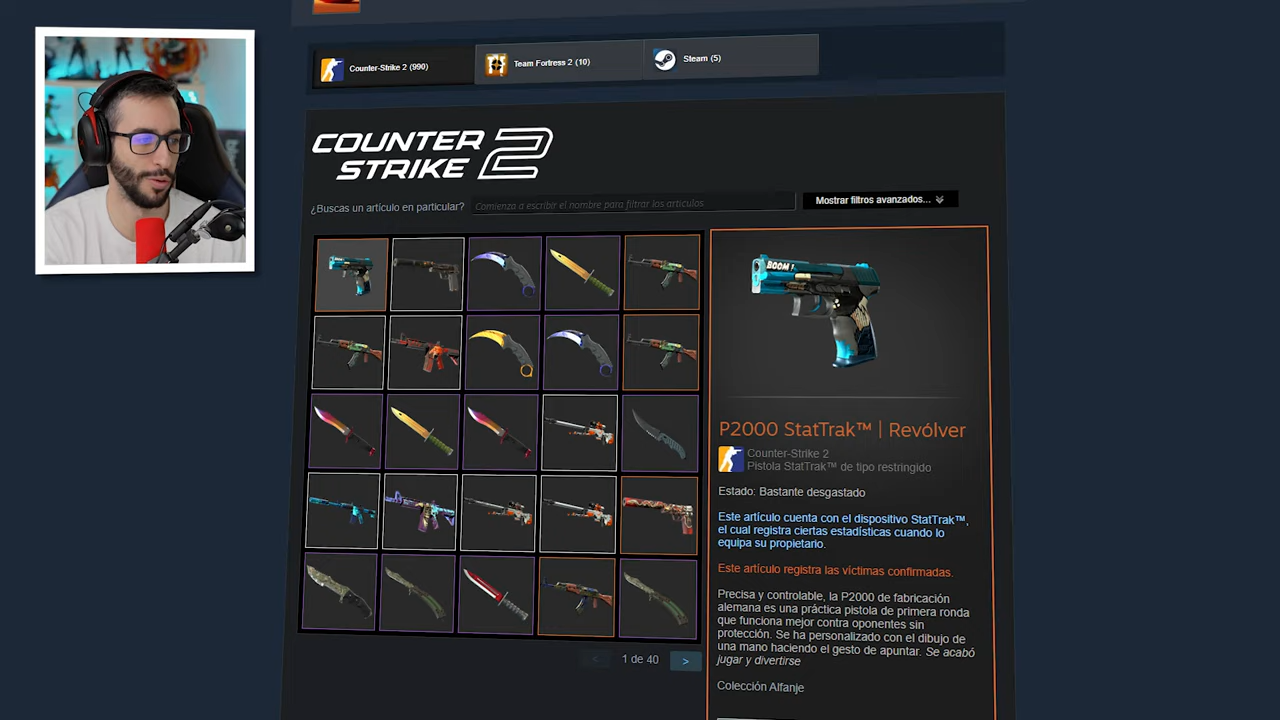 Counter-Strike 2 (990)
Team Fortress 2 (10)
Steam (5)
COUNTER
STRIKE 2
¿Buscas un artículo en particular?
Comienza a escribir el nombre para filtrar los artículos
Mostrar filtros avanzados...
BOOM !
P2000 StatTrak™ | Revólver
Counter-Strike 2
Pistola StatTrak™ de tipo restringido
Estado: Bastante desgastado
Este artículo cuenta con el dispositivo StatTrak™,
el cual registra ciertas estadísticas cuando lo
equipa su propietario.
Este artículo registra las víctimas confirmadas.
Precisa y controlable, la P2000 de fabricación
alemana es una práctica pistola de primera ronda
que funciona mejor contra oponentes sin
protección. Se ha personalizado con el dibujo de
una mano haciendo el gesto de apuntar. Se acabó
jugar y divertirse
Colección Alfanje
<
1 de 40
>